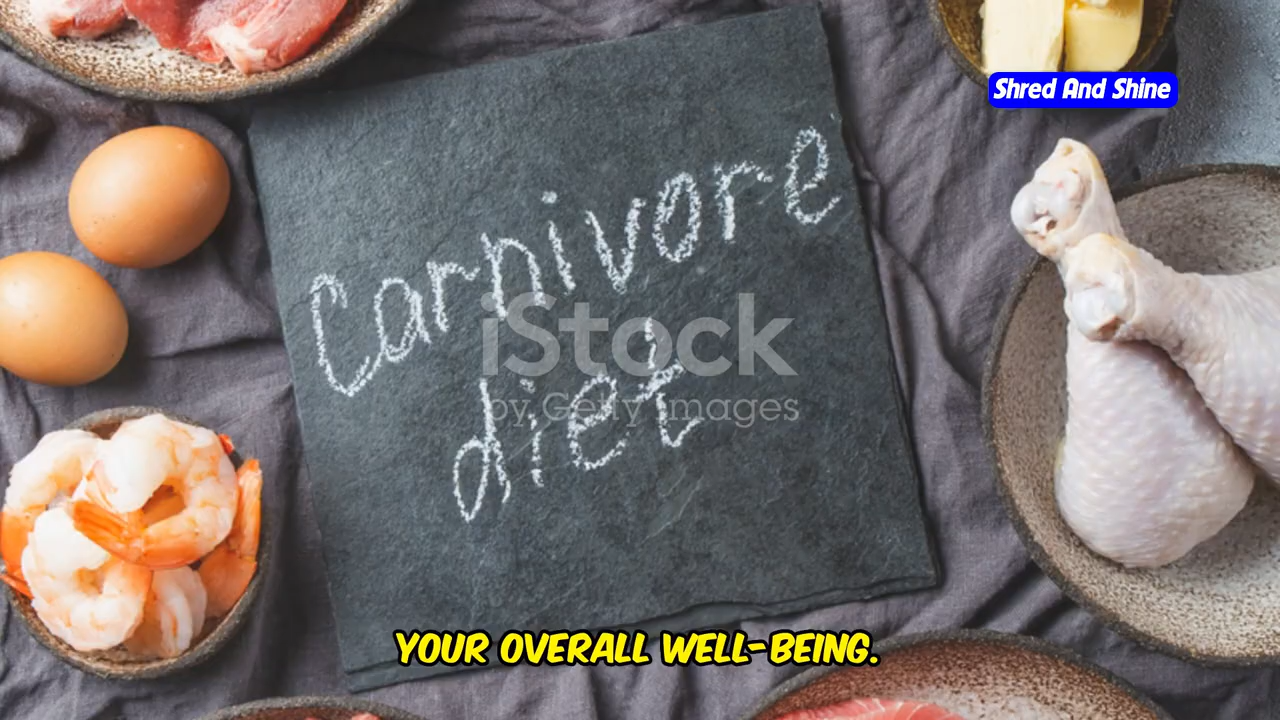 Shred And Shine
Carnivore
diet
iStock
by Getty Images
YOUR OVERALL WELL-BEING.